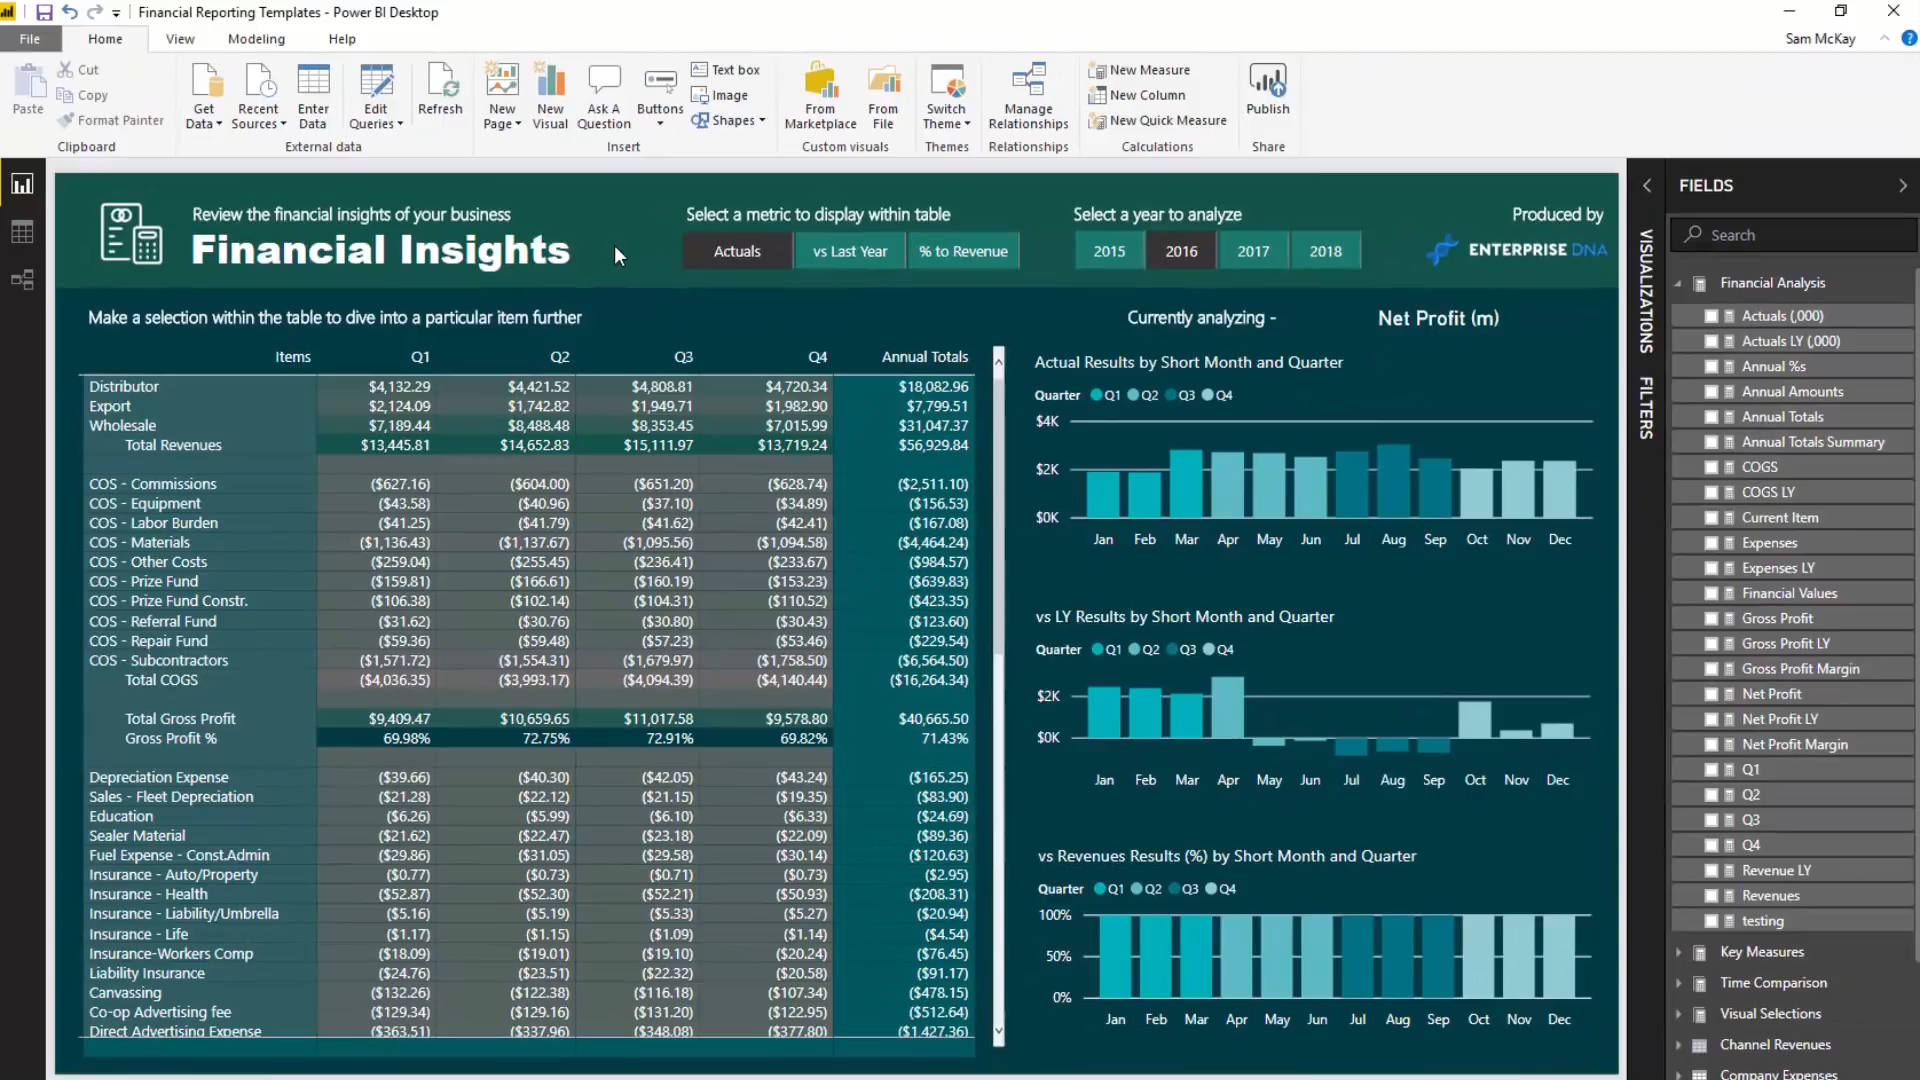 Financial Reporting Templates - Power BI Desktop
File Home View Modeling Help
Sam McKay
Paste
Cut
Copy
Format Painter
Clipboard
Get Data
Recent Sources
Enter Data
Edit Queries
Refresh
External data
New Page
New Visual
Ask A Question
Buttons
Text box
Image
Shapes
Insert
From Marketplace
From File
Custom visuals
Switch Theme
Themes
Manage Relationships
Relationships
New Measure
New Column
New Quick Measure
Calculations
Publish
Share
Review the financial insights of your business
Financial Insights
Select a metric to display within table
Actuals vs Last Year % to Revenue
Select a year to analyze
2015 2016 2017 2018
Produced by
ENTERPRISE DNA
Make a selection within the table to dive into a particular item further
Items Q1 Q2 Q3 Q4 Annual Totals
Distributor $4,132.29 $4,421.52 $4,808.81 $4,720.34 $18,082.96
Export $2,124.09 $1,742.82 $1,949.71 $1,982.90 $7,799.51
Wholesale $7,189.44 $8,488.48 $8,353.45 $7,015.99 $31,047.37
Total Revenues $13,445.81 $14,652.83 $15,111.97 $13,719.24 $56,929.84
COS - Commissions ($627.16) ($604.00) ($651.20) ($628.74) ($2,511.10)
COS - Equipment ($43.58) ($40.96) ($37.10) ($34.89) ($156.53)
COS - Labor Burden ($41.25) ($41.79) ($41.62) ($42.41) ($167.08)
COS - Materials ($1,136.43) ($1,137.67) ($1,095.56) ($1,094.58) ($4,464.24)
COS - Other Costs ($259.04) ($255.45) ($236.41) ($233.67) ($984.57)
COS - Prize Fund ($159.81) ($166.61) ($160.19) ($153.23) ($639.83)
COS - Prize Fund Constr. ($106.38) ($102.14) ($104.31) ($110.52) ($423.35)
COS - Referral Fund ($31.62) ($30.76) ($30.80) ($30.43) ($123.60)
COS - Repair Fund ($59.36) ($59.48) ($57.23) ($53.46) ($229.54)
COS - Subcontractors ($1,571.72) ($1,554.31) ($1,679.97) ($1,758.50) ($6,564.50)
Total COGS ($4,036.35) ($3,993.17) ($4,094.39) ($4,140.44) ($16,264.34)
Total Gross Profit $9,409.47 $10,659.65 $11,017.58 $9,578.80 $40,665.50
Gross Profit % 69.98% 72.75% 72.91% 69.82% 71.43%
Depreciation Expense ($39.66) ($40.30) ($42.05) ($43.24) ($165.25)
Sales - Fleet Depreciation ($21.28) ($22.12) ($21.15) ($19.35) ($83.90)
Education ($6.26) ($5.99) ($6.10) ($6.33) ($24.69)
Sealer Material ($21.62) ($22.47) ($23.18) ($22.09) ($89.36)
Fuel Expense - Const.Admin ($29.86) ($31.05) ($29.58) ($30.14) ($120.63)
Insurance - Auto/Property ($0.77) ($0.73) ($0.71) ($0.73) ($2.95)
Insurance - Health ($52.87) ($52.30) ($52.21) ($50.93) ($208.31)
Insurance - Liability/Umbrella ($5.16) ($5.19) ($5.33) ($5.27) ($20.94)
Insurance - Life ($1.17) ($1.15) ($1.09) ($1.14) ($4.54)
Insurance-Workers Comp ($18.09) ($19.01) ($19.10) ($20.24) ($76.45)
Liability Insurance ($24.76) ($23.51) ($22.32) ($20.58) ($91.17)
Canvassing ($132.26) ($122.38) ($116.18) ($107.34) ($478.15)
Co-op Advertising fee ($129.34) ($129.16) ($131.20) ($122.95) ($512.64)
Direct Advertising Expense ($363.51) ($337.96) ($348.08) ($377.80) ($1,427.36)
Currently analyzing - Net Profit (m)
Actual Results by Short Month and Quarter
Quarter Q1 Q2 Q3 Q4
$4K
$2K
$0K
Jan Feb Mar Apr May Jun Jul Aug Sep Oct Nov Dec
vs LY Results by Short Month and Quarter
Quarter Q1 Q2 Q3 Q4
$2K
$0K
Jan Feb Mar Apr May Jun Jul Aug Sep Oct Nov Dec
vs Revenues Results (%) by Short Month and Quarter
Quarter Q1 Q2 Q3 Q4
100%
50%
0%
Jan Feb Mar Apr May Jun Jul Aug Sep Oct Nov Dec
VISUALIZATIONS
FILTERS
FIELDS
Search
Financial Analysis
Actuals (,000)
Actuals LY (,000)
Annual %s
Annual Amounts
Annual Totals
Annual Totals Summary
COGS
COGS LY
Current Item
Expenses
Expenses LY
Financial Values
Gross Profit
Gross Profit LY
Gross Profit Margin
Net Profit
Net Profit LY
Net Profit Margin
Q1
Q2
Q3
Q4
Revenue LY
Revenues
testing
Key Measures
Time Comparison
Visual Selections
Channel Revenues
Company Expenses